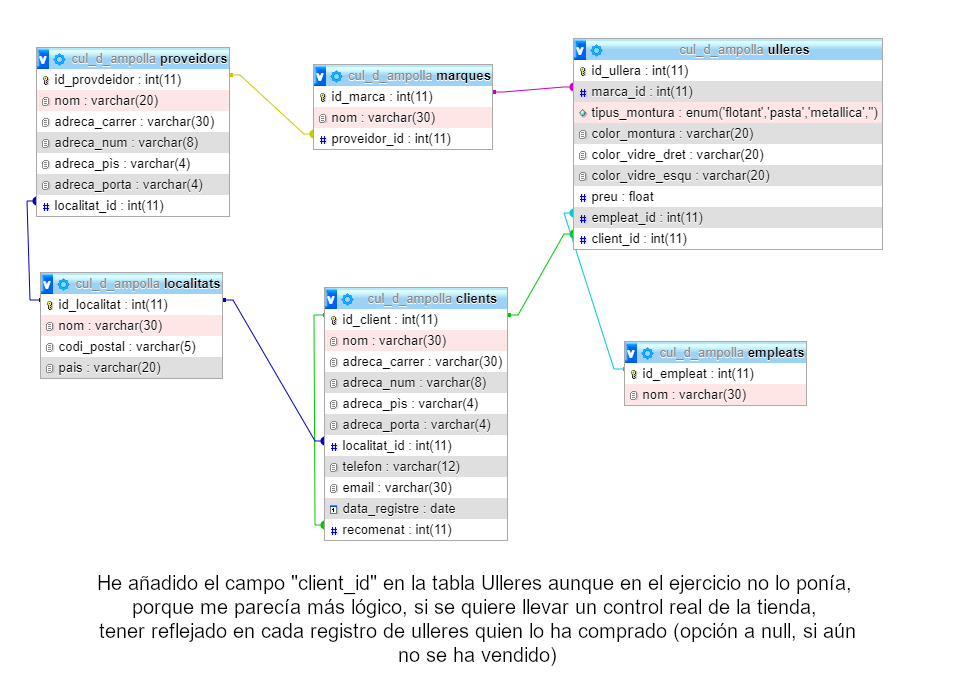 cul_d_ampolla proveidors
id_provdeidor : int(11)
nom : varchar(20)
adreca_carrer : varchar(30)
adreca_num : varchar(8)
adreca_pis : varchar(4)
adreca_porta : varchar(4)
localitat_id : int(11)
cul_d_ampolla marques
id_marca : int(11)
nom : varchar(30)
proveidor_id : int(11)
cul_d_ampolla ulleres
id_ullera : int(11)
marca_id : int(11)
tipus_montura : enum('flotant','pasta','metallica','')
color_montura : varchar(20)
color_vidre_dret : varchar(20)
color_vidre_esqu : varchar(20)
preu : float
empleat_id : int(11)
client_id : int(11)
cul_d_ampolla localitats
id_localitat : int(11)
nom : varchar(30)
codi_postal : varchar(5)
pais : varchar(20)
cul_d_ampolla clients
id_client : int(11)
nom : varchar(30)
adreca_carrer : varchar(30)
adreca_num : varchar(8)
adreca_pis : varchar(4)
adreca_porta : varchar(4)
localitat_id : int(11)
telefon : varchar(12)
email : varchar(30)
data_registre : date
recomenat : int(11)
cul_d_ampolla empleats
id_empleat : int(11)
nom : varchar(30)
He añadido el campo "client_id" en la tabla Ulleres aunque en el ejercicio no lo ponía,
porque me parecía más lógico, si se quiere llevar un control real de la tienda,
tener reflejado en cada registro de ulleres quien lo ha comprado (opción a null, si aún
no se ha vendido)